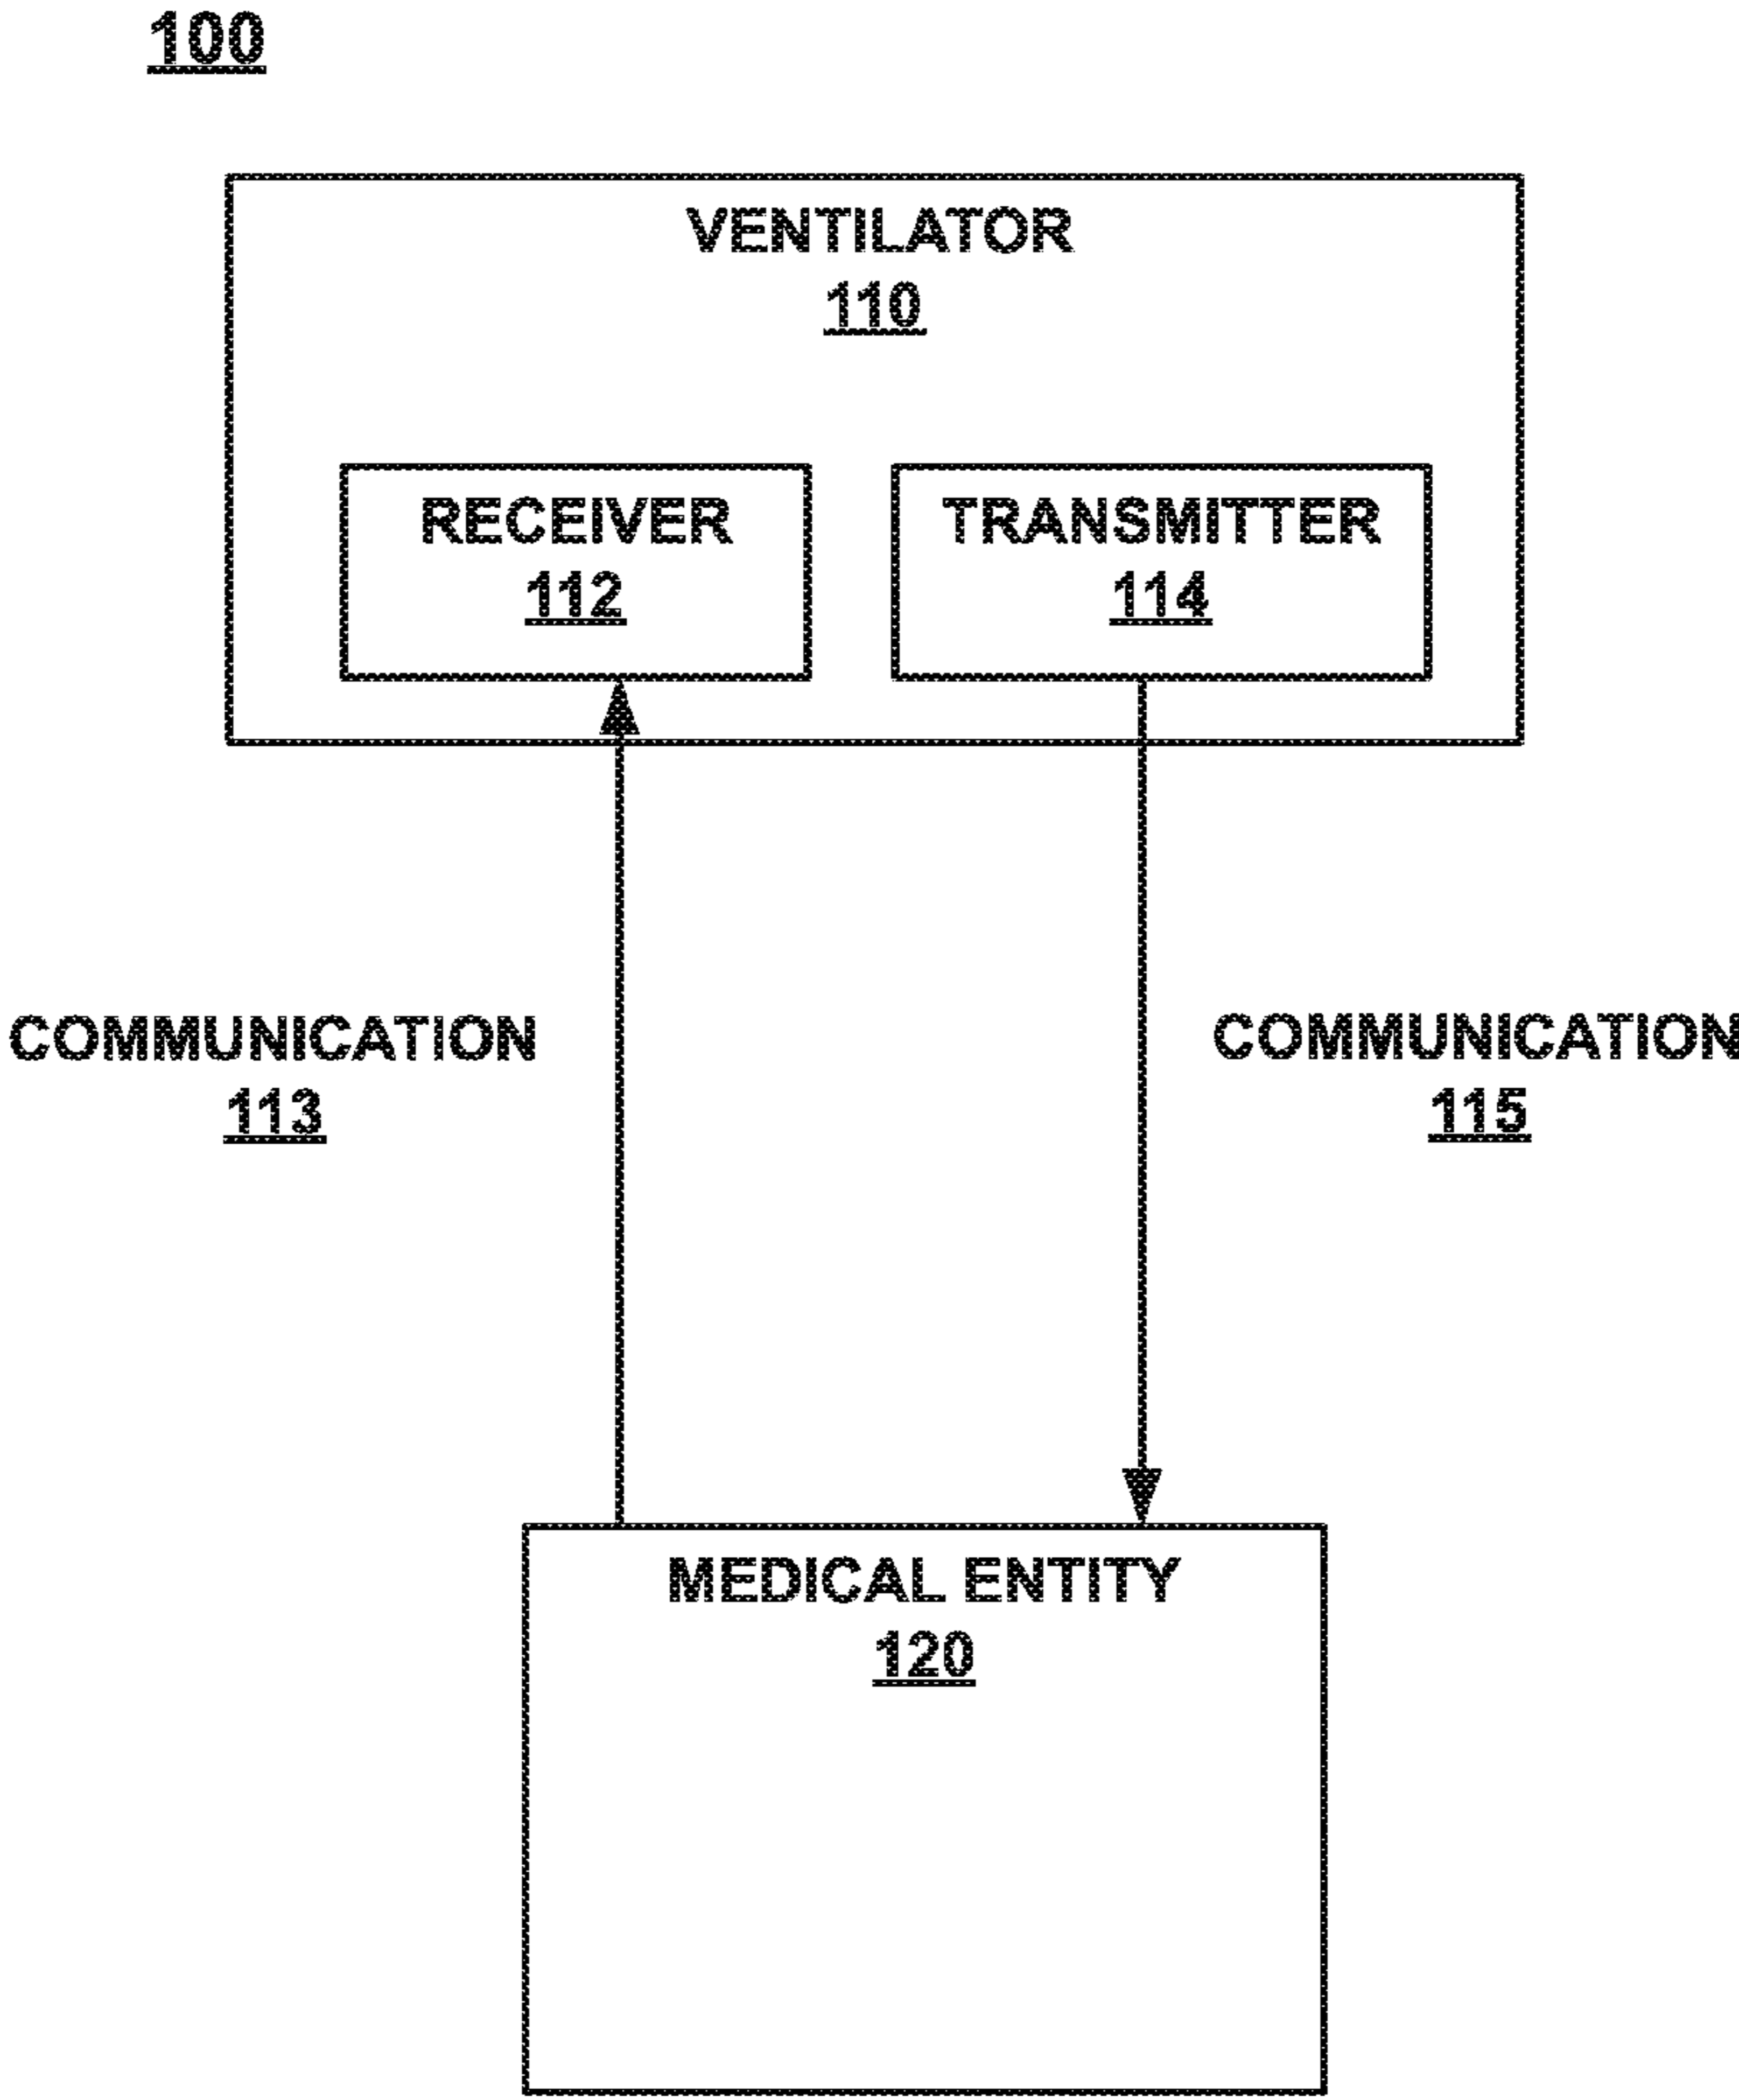 100
VENTILATOR
110
RECEIVER
112
TRANSMITTER
114
COMMUNICATION
113
COMMUNICATION
115
MEDICAL ENTITY
120